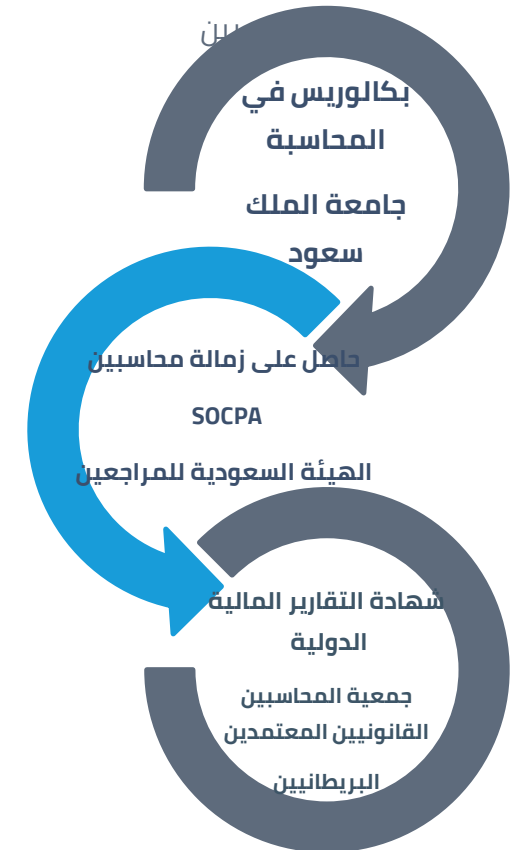 بكالوريس في
المحاسبة
جامعة الملك
سعود
حاصل على زمالة محاسبين
SOCPA
الهيئة السعودية للمراجعين
شهادة التقارير المالية
الدولية
جمعية المحاسبين
القانونيين المعتمدين
البريطانيين